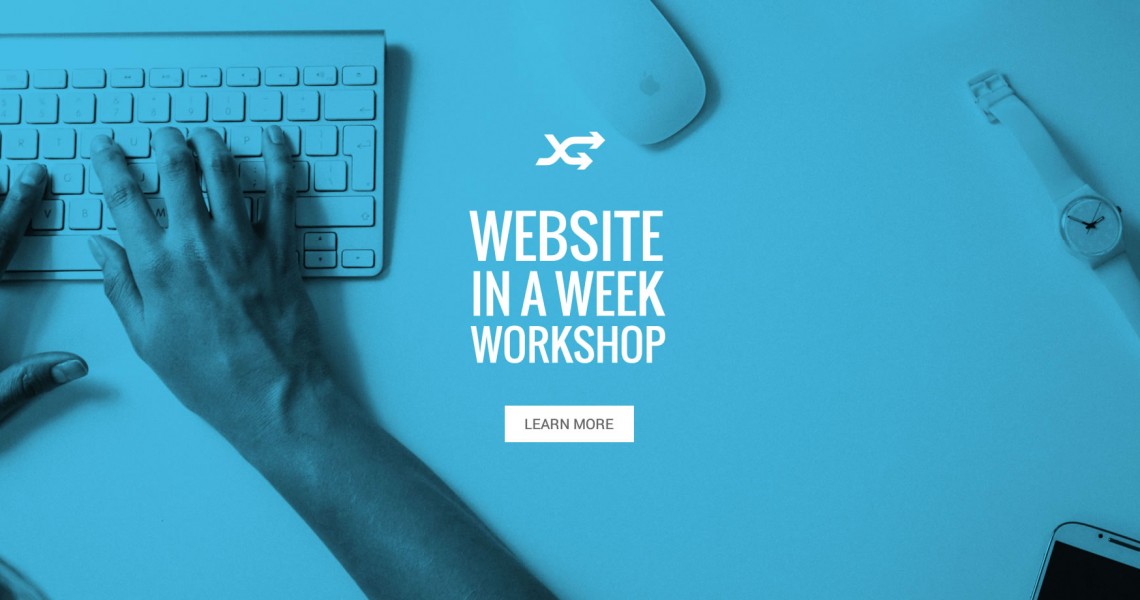 WEBSITE
IN A WEEK
WORKSHOP
LEARN MORE
R T U P
V B M